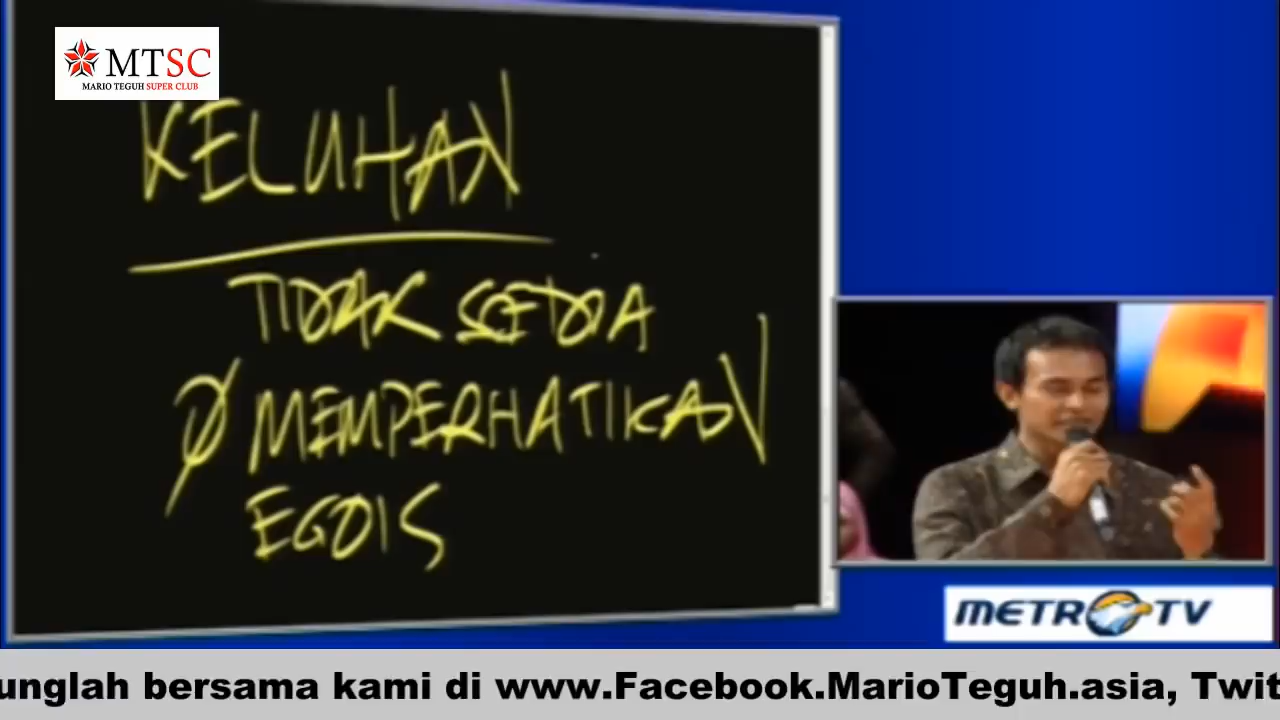 MTSC
MARIO TEGUH SUPER CLUB
KELUHAN
TIDAK SEDIA
Ø MEMPERHATIKAN
EGOIS
METRO TV
unglah bersama kami di www.Facebook.MarioTeguh.asia, Twit